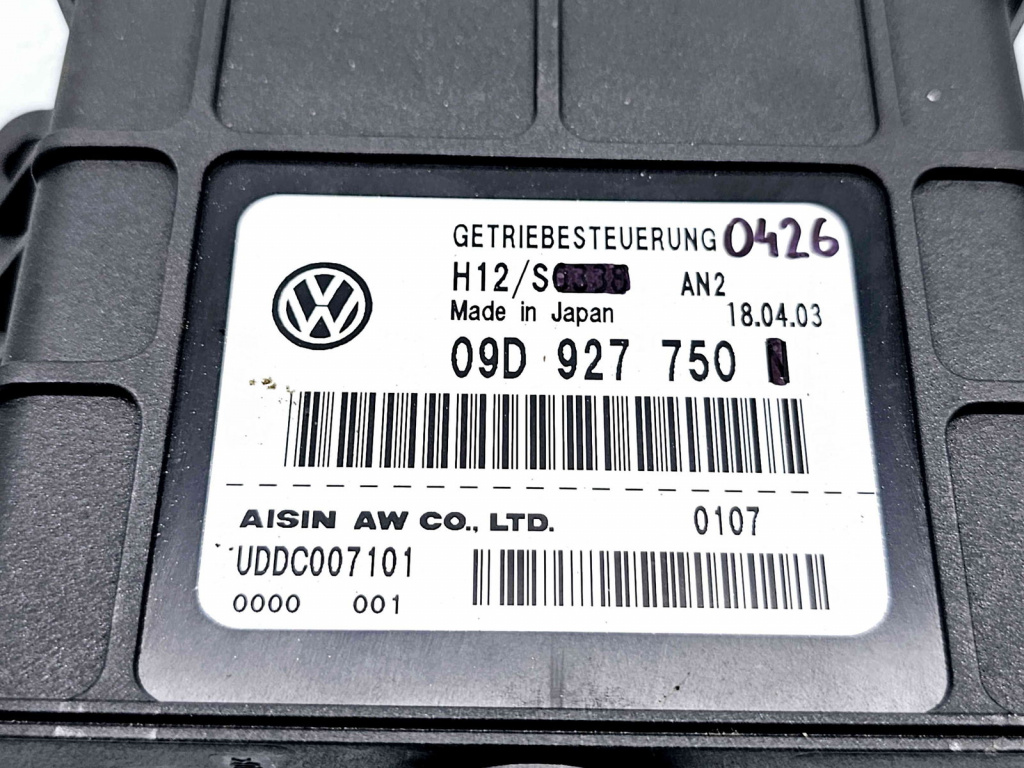 GETRIEBESTEUERUNG 0426
H12/S AN2
Made in Japan 18.04.03
09D 927 750
AISIN AW CO., LTD. 0107
UDDC007101
0000 001